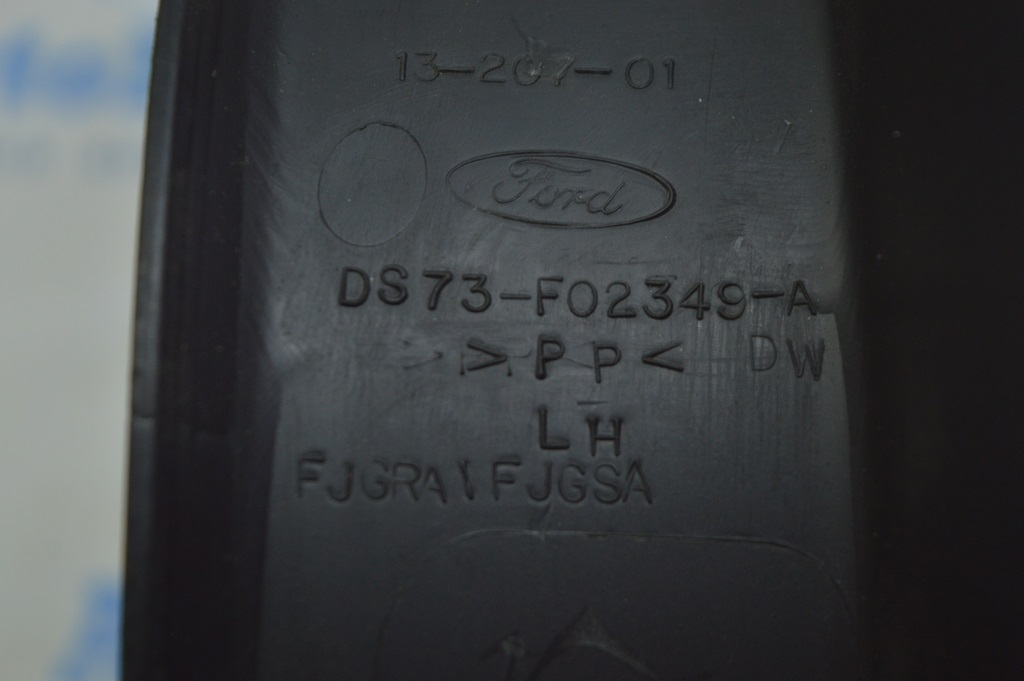 13-207-01
Ford
DS73-F02349-A
>PP< DW
LH
FJGRA\FJGSA